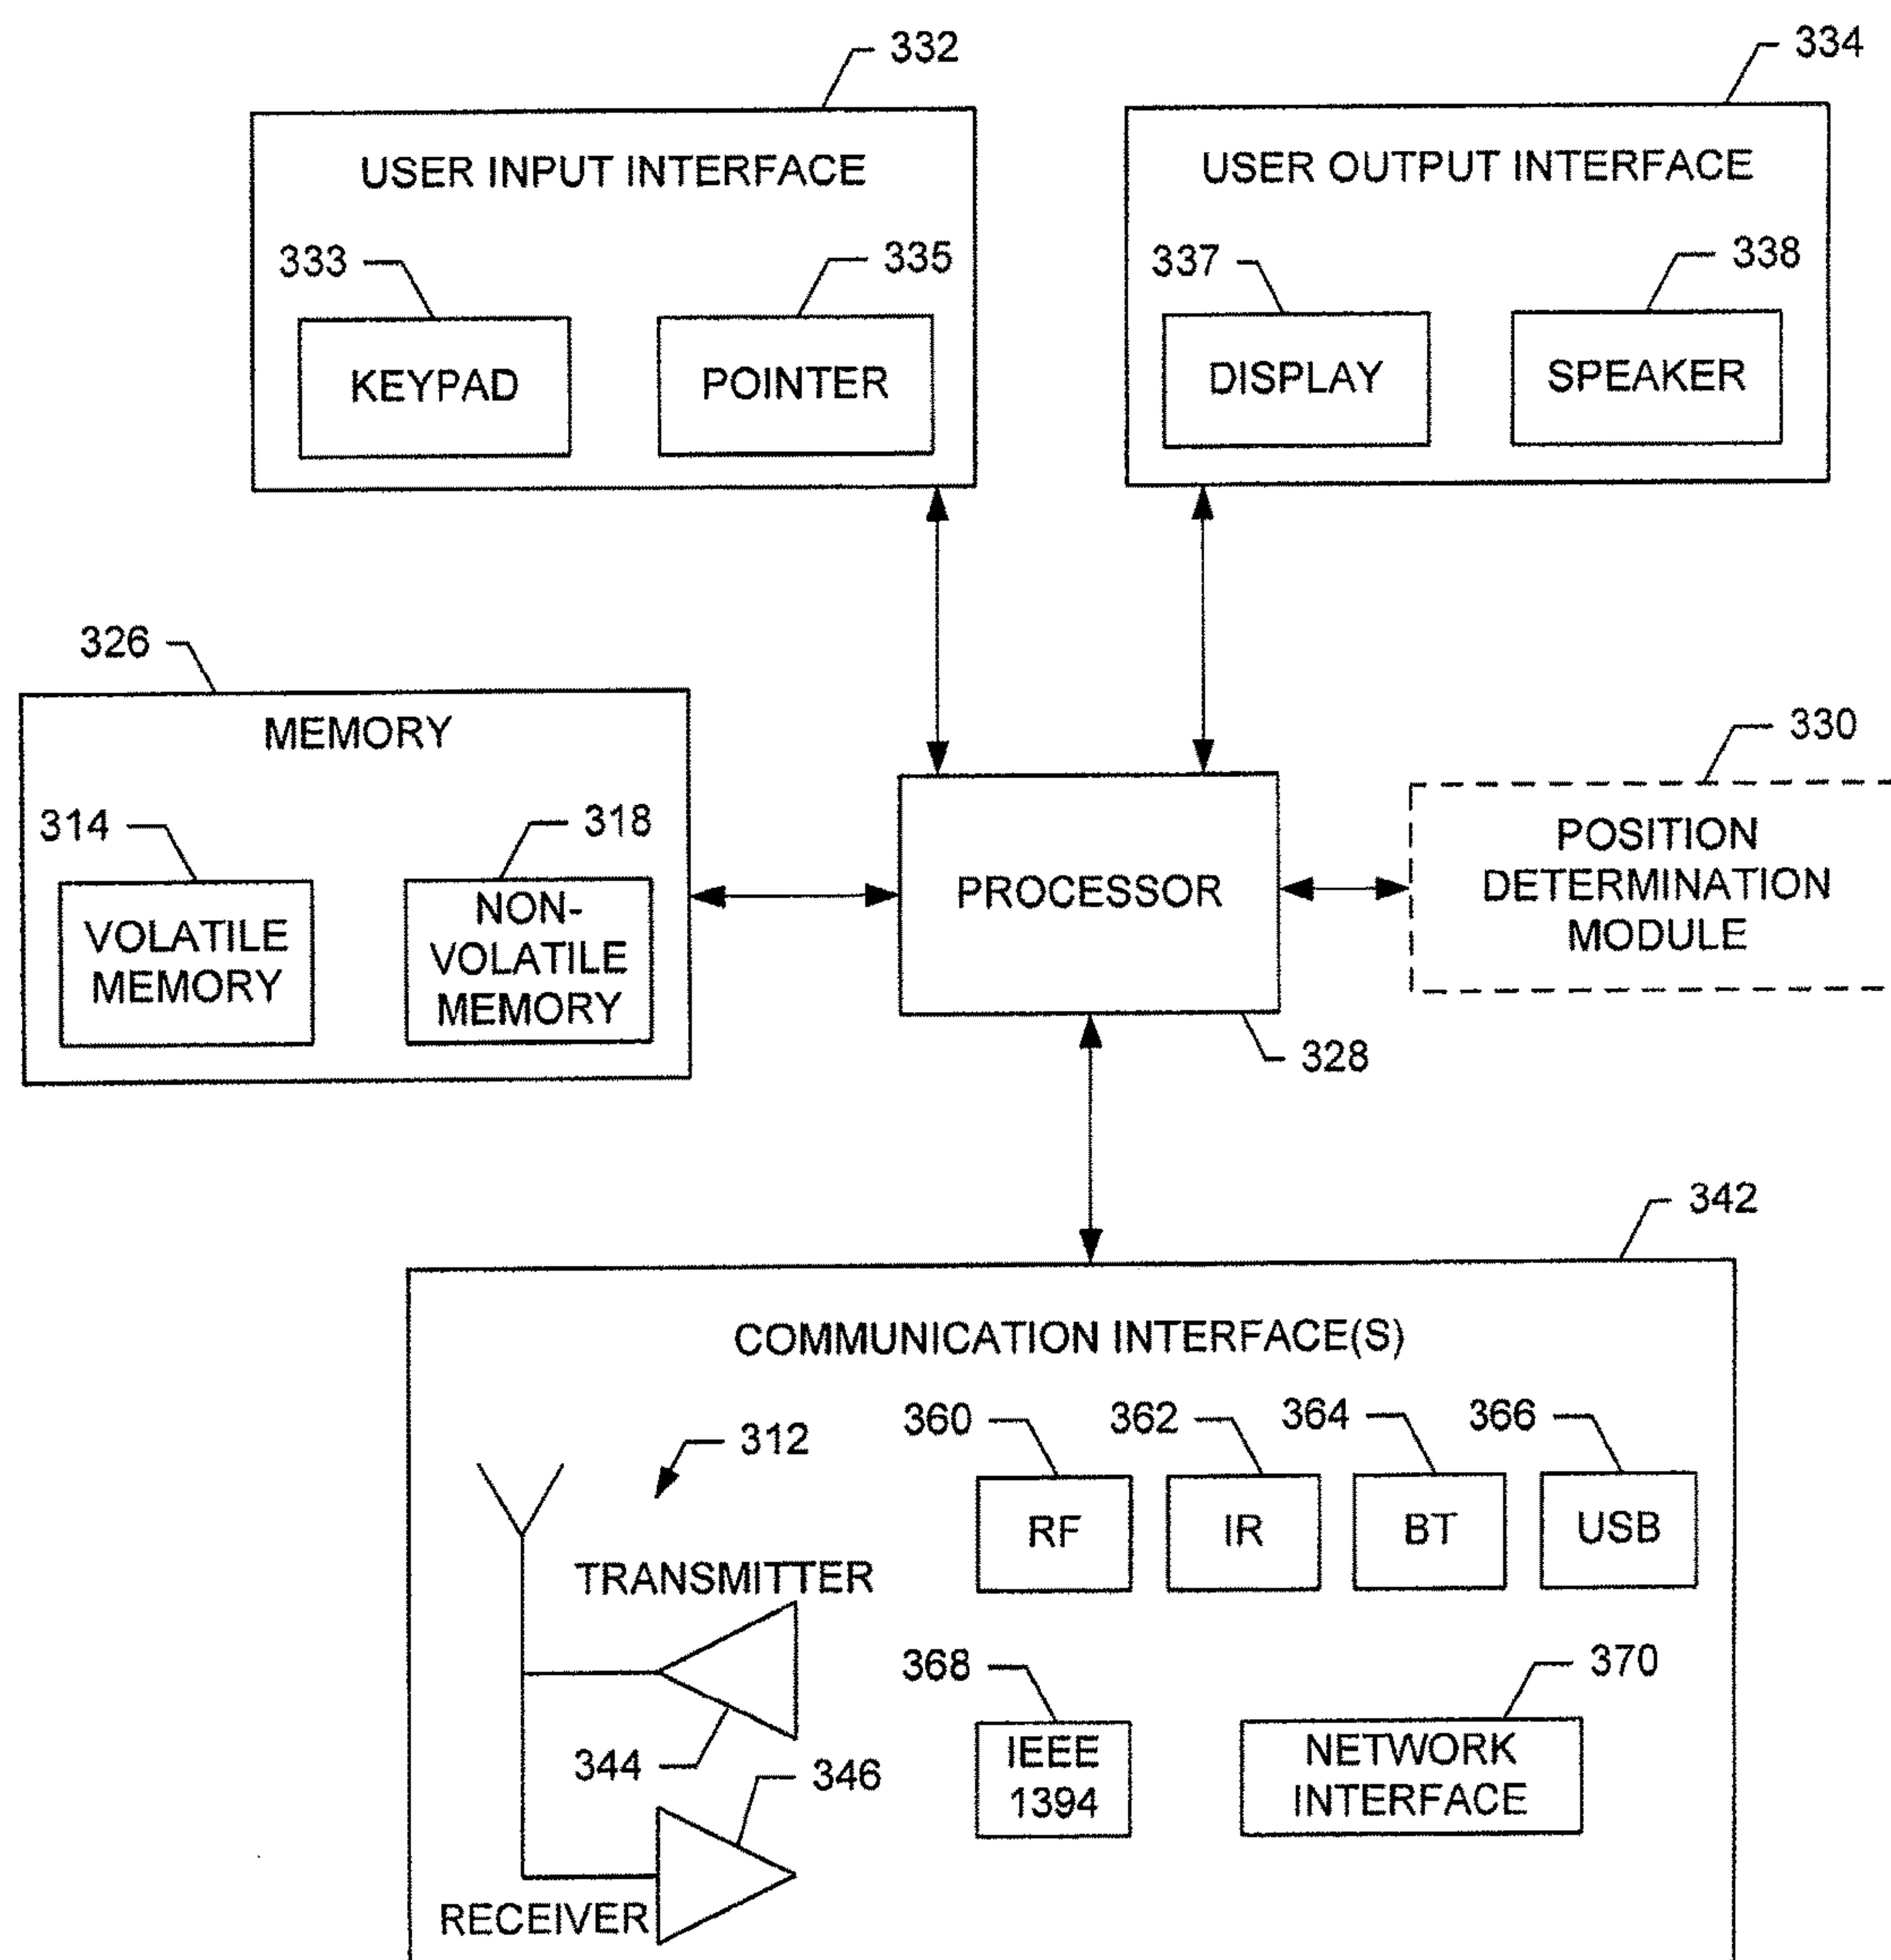 332
334
USER INPUT INTERFACE
USER OUTPUT INTERFACE
333
335
337
338
KEYPAD
POINTER
DISPLAY
SPEAKER
326
330
MEMORY
314
318
VOLATILE
MEMORY
NON-
VOLATILE
MEMORY
PROCESSOR
POSITION
DETERMINATION
MODULE
328
342
COMMUNICATION INTERFACE(S)
312
360
362
364
366
RF
IR
BT
USB
TRANSMITTER
344
346
368
370
IEEE
1394
NETWORK
INTERFACE
RECEIVER